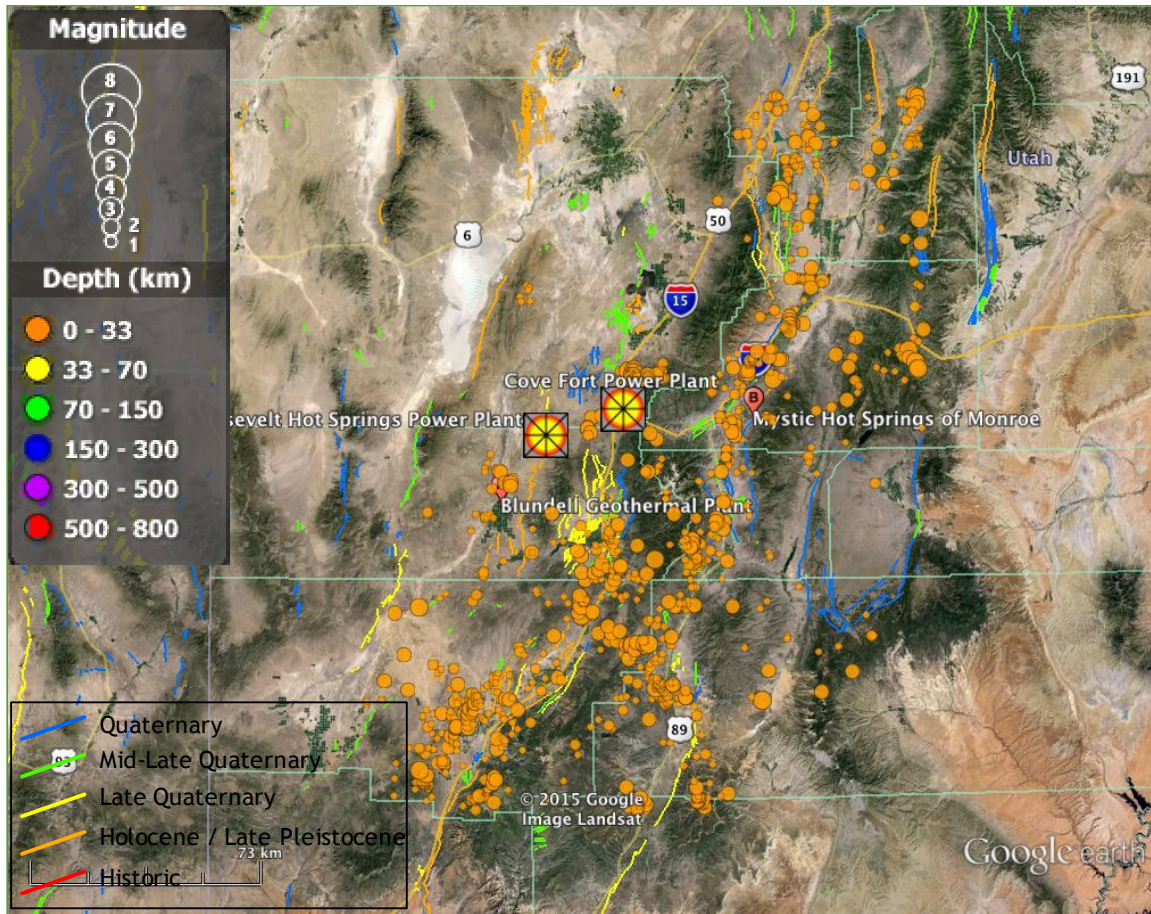 Magnitude
8
7
6
5
4
3
2
1
Depth (km)
0 - 33
33 - 70
70 - 150
150 - 300
300 - 500
500 - 800
191
Utah
50
6
15
Cove Fort Power Plant
sevelt Hot Springs Power Plant
B
Mystic Hot Springs of Monroe
Blundell Geothermal Plant
89
Quaternary
93
Mid-Late Quaternary
Late Quaternary
Holocene / Late Pleistocene
73 km
Historic
© 2015 Google
Image Landsat
Google earth